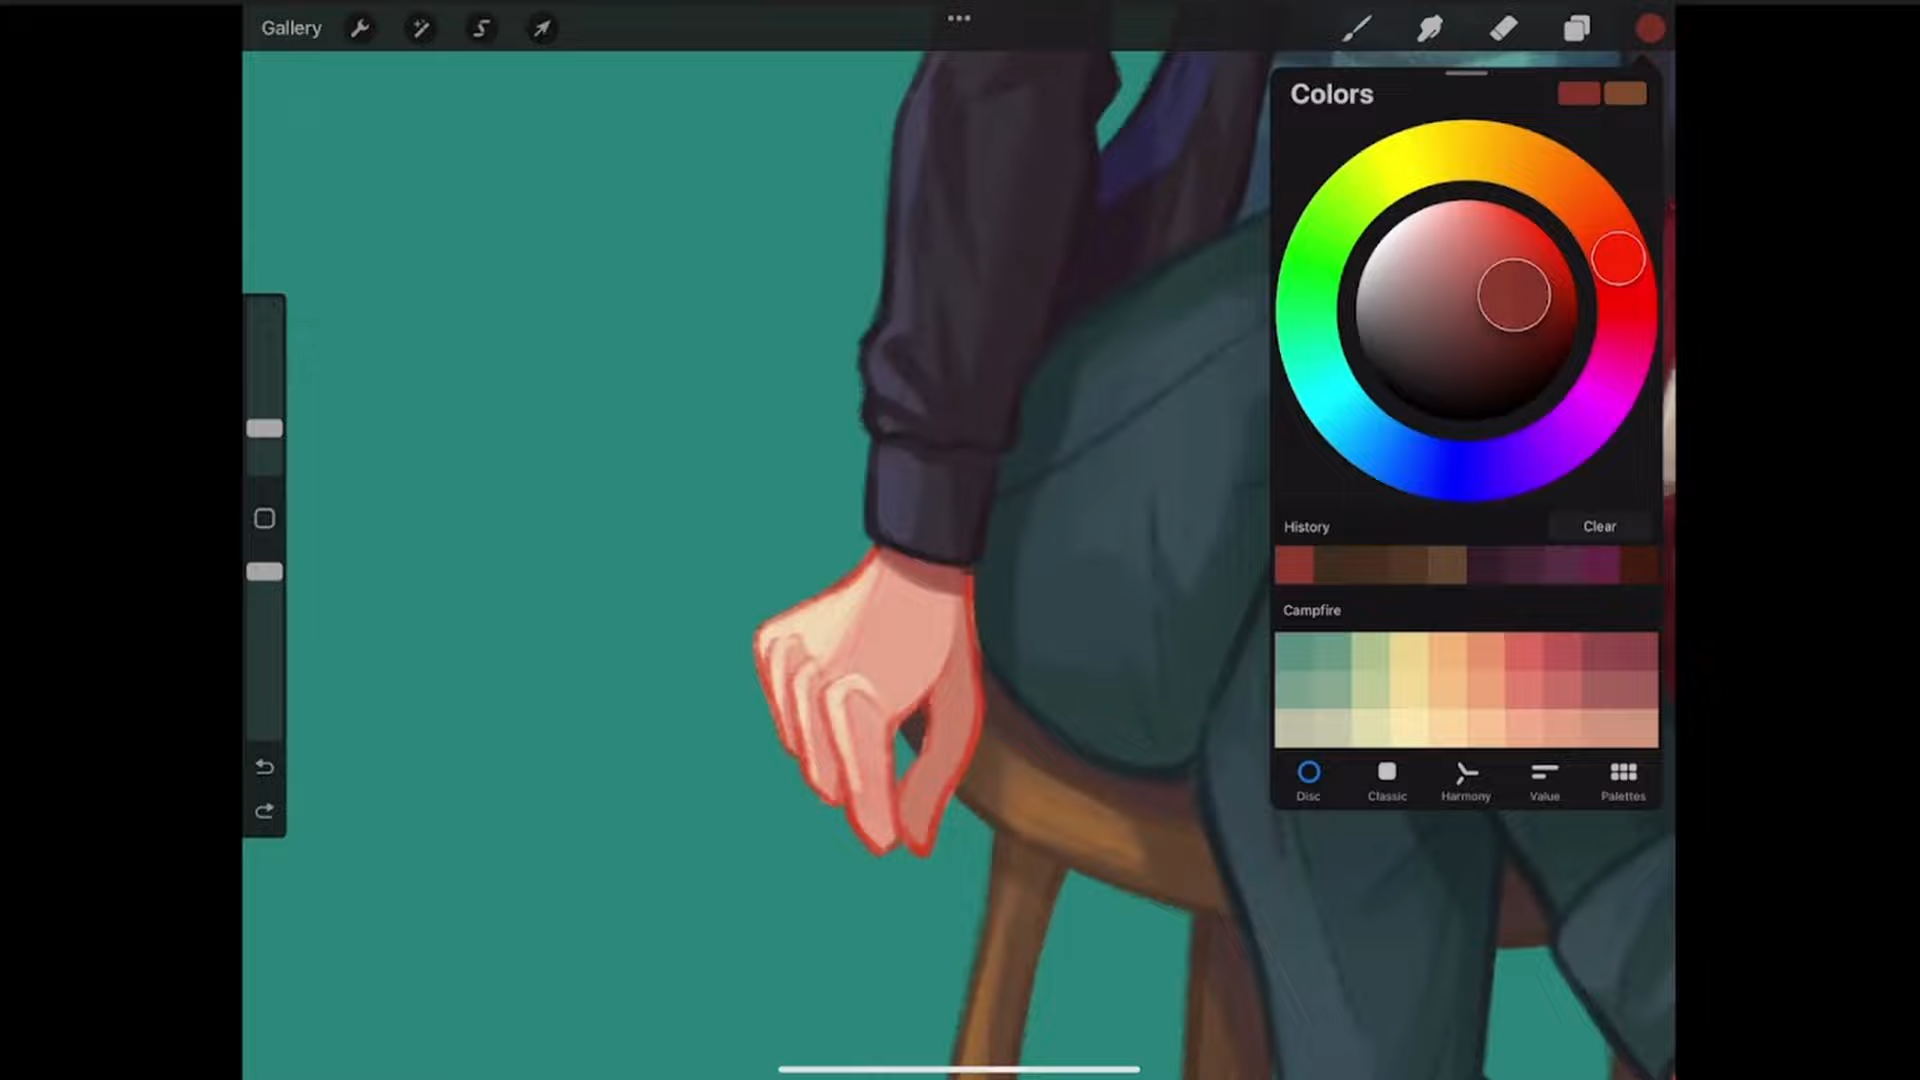 Gallery
Colors
History Clear
Campfire
Disc Classic Harmony Value Palettes